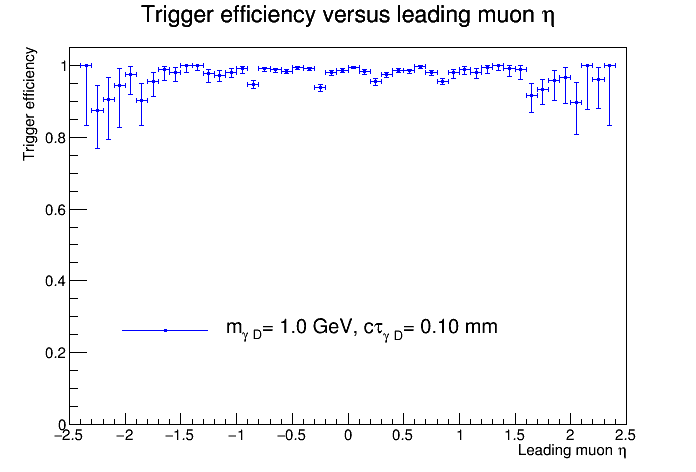 Trigger efficiency versus leading muon η
Trigger efficiency
1
0.8
0.6
0.4
0.2
0
m_γ D = 1.0 GeV, cτ_γ D = 0.10 mm
−2.5 −2 −1.5 −1 −0.5 0 0.5 1 1.5 2 2.5
Leading muon η